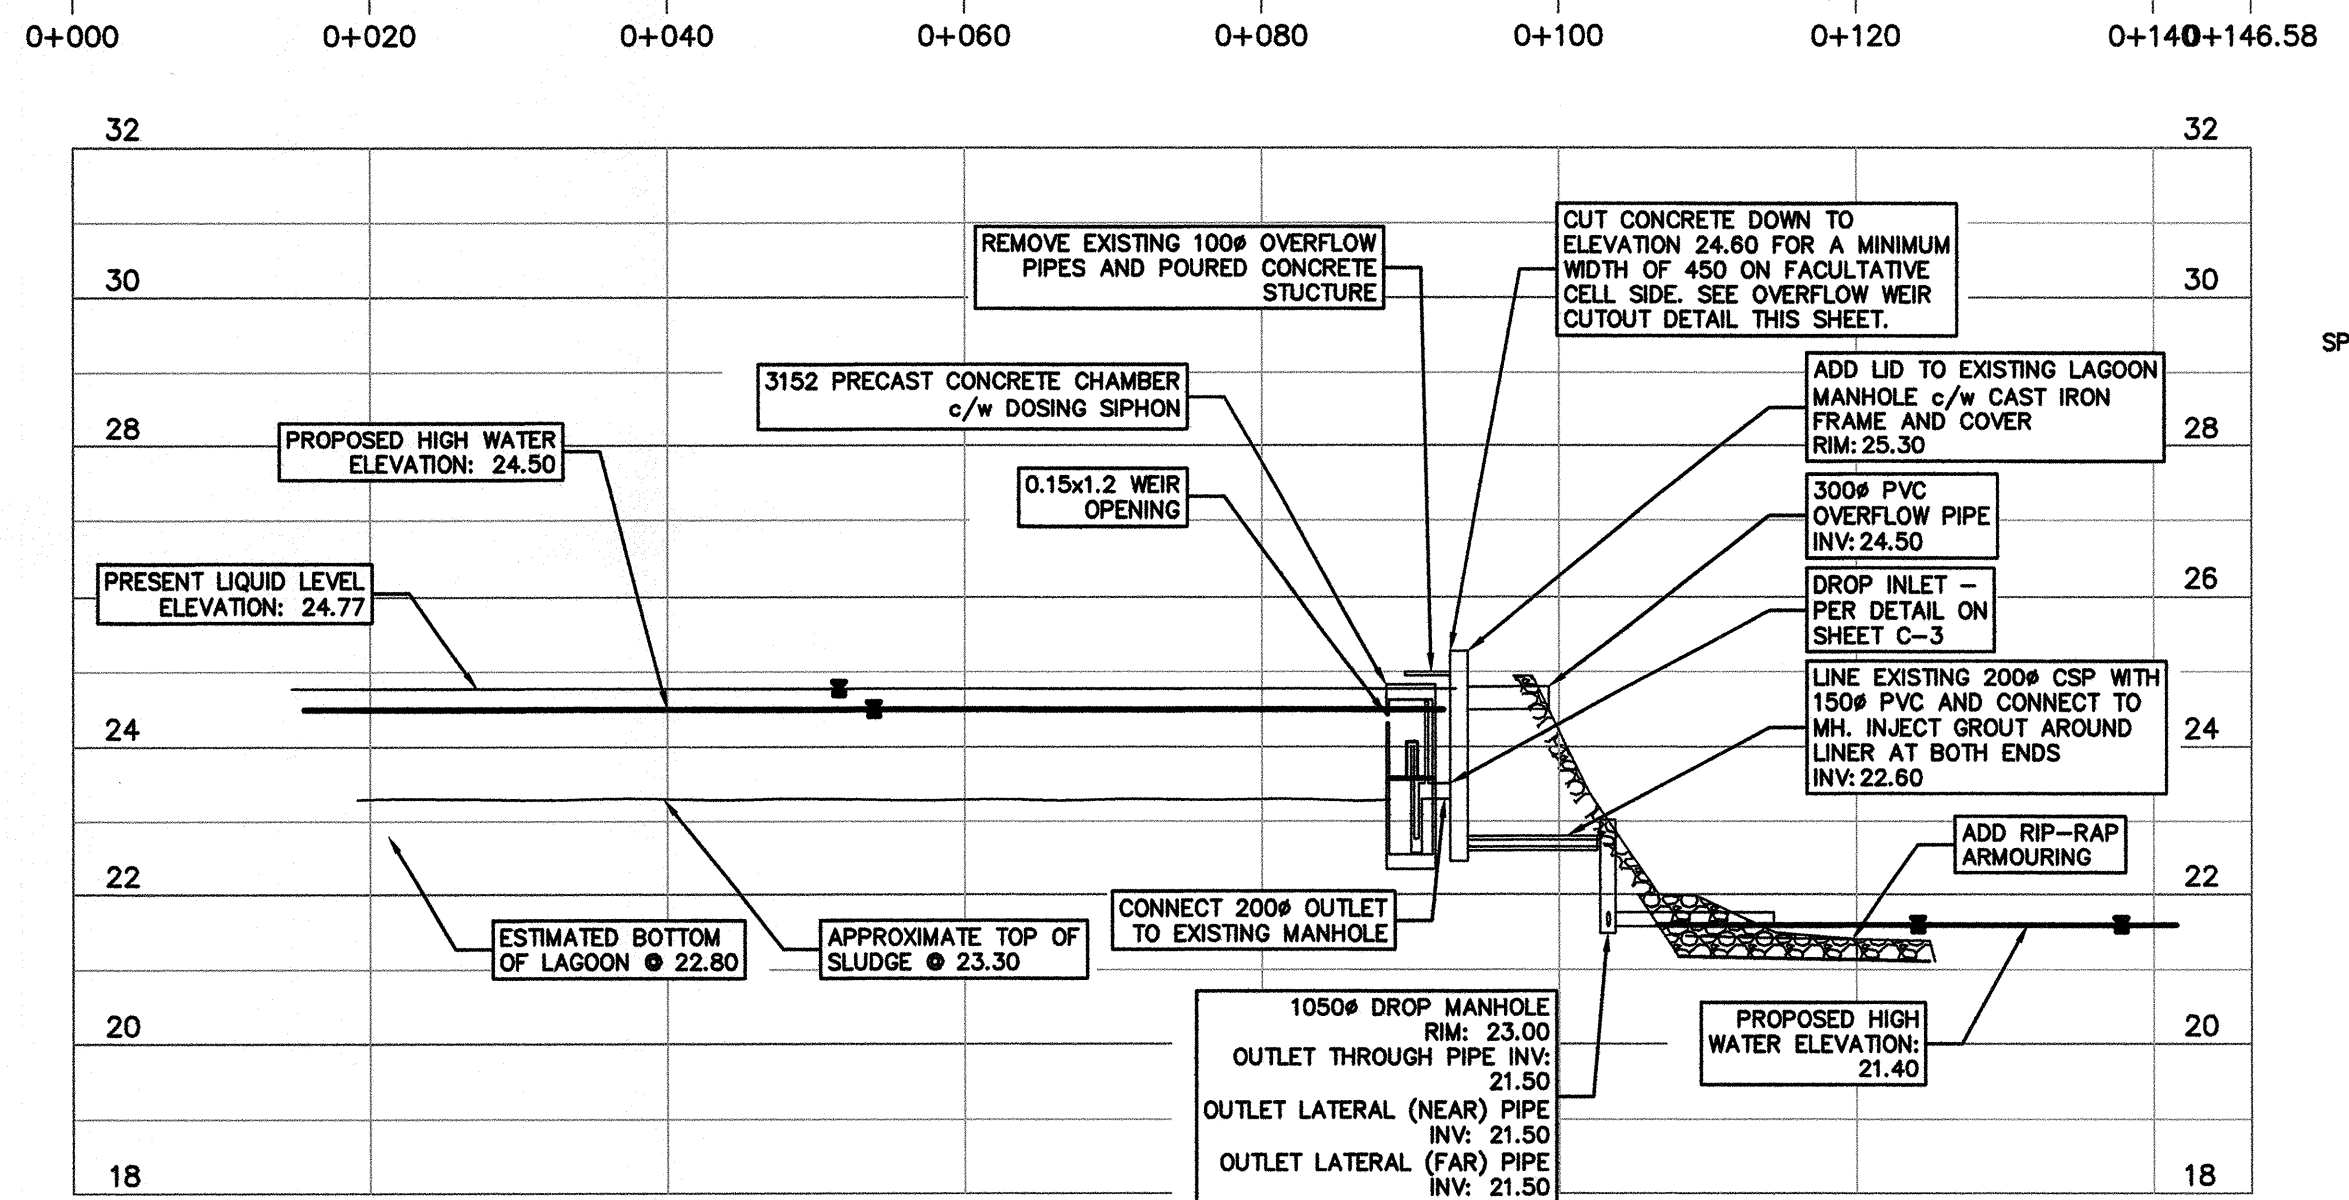 0+000 0+020 0+040 0+060 0+080 0+100 0+120 0+140 0+146.58
32 32
30 30
28 28
26
24 24
22 22
20 20
18 18
REMOVE EXISTING 100ø OVERFLOW
PIPES AND POURED CONCRETE
STUCTURE
CUT CONCRETE DOWN TO
ELEVATION 24.60 FOR A MINIMUM
WIDTH OF 450 ON FACULTATIVE
CELL SIDE. SEE OVERFLOW WEIR
CUTOUT DETAIL THIS SHEET.
SP
3152 PRECAST CONCRETE CHAMBER
c/w DOSING SIPHON
ADD LID TO EXISTING LAGOON
MANHOLE c/w CAST IRON
FRAME AND COVER
RIM: 25.30
PROPOSED HIGH WATER
ELEVATION: 24.50
0.15x1.2 WEIR
OPENING
300ø PVC
OVERFLOW PIPE
INV: 24.50
PRESENT LIQUID LEVEL
ELEVATION: 24.77
DROP INLET –
PER DETAIL ON
SHEET C–3
LINE EXISTING 200ø CSP WITH
150ø PVC AND CONNECT TO
MH. INJECT GROUT AROUND
LINER AT BOTH ENDS
INV: 22.60
ADD RIP–RAP
ARMOURING
ESTIMATED BOTTOM
OF LAGOON @ 22.80
APPROXIMATE TOP OF
SLUDGE @ 23.30
CONNECT 200ø OUTLET
TO EXISTING MANHOLE
1050ø DROP MANHOLE
RIM: 23.00
OUTLET THROUGH PIPE INV:
21.50
OUTLET LATERAL (NEAR) PIPE
INV: 21.50
OUTLET LATERAL (FAR) PIPE
INV: 21.50
PROPOSED HIGH
WATER ELEVATION:
21.40